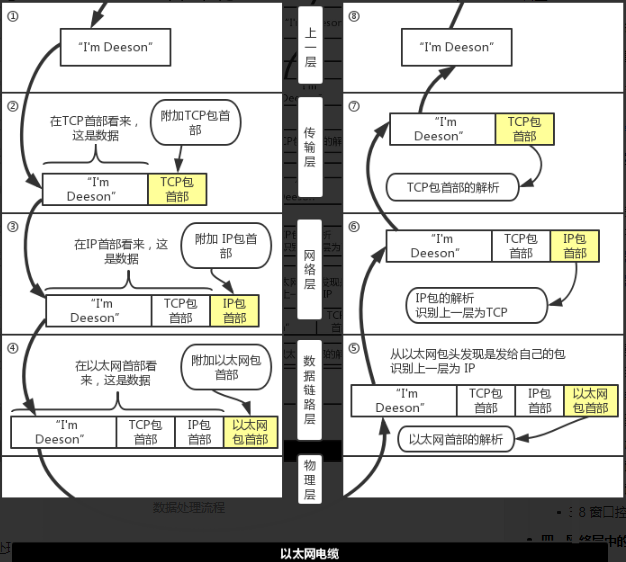 ①
“I'm Deeson”
②
在TCP首部看来，
这是数据
附加TCP包首
部
“I'm
Deeson”
TCP包
首部
③
在IP首部看来，这
是数据
附加 IP包首
部
“I'm
Deeson”
TCP包
首部
IP包
首部
④
在以太网首部看
来，这是数据
附加以太网包
首部
“I'm
Deeson”
TCP包
首部
IP包
首部
以太网
包首部
上一层
传输层
网络层
数据链路层
物理层
⑧
“I'm Deeson”
⑦
“I'm
Deeson”
TCP包
首部
TCP包首部的解析
⑥
“I'm
Deeson”
TCP包
首部
IP包
首部
IP包的解析
识别上一层为TCP
⑤
从以太网包头发现是发给自己的包
识别上一层为 IP
“I'm
Deeson”
TCP包
首部
IP包
首部
以太网
包首部
以太网首部的解析
数据处理流程
8 窗口控
以太网电缆